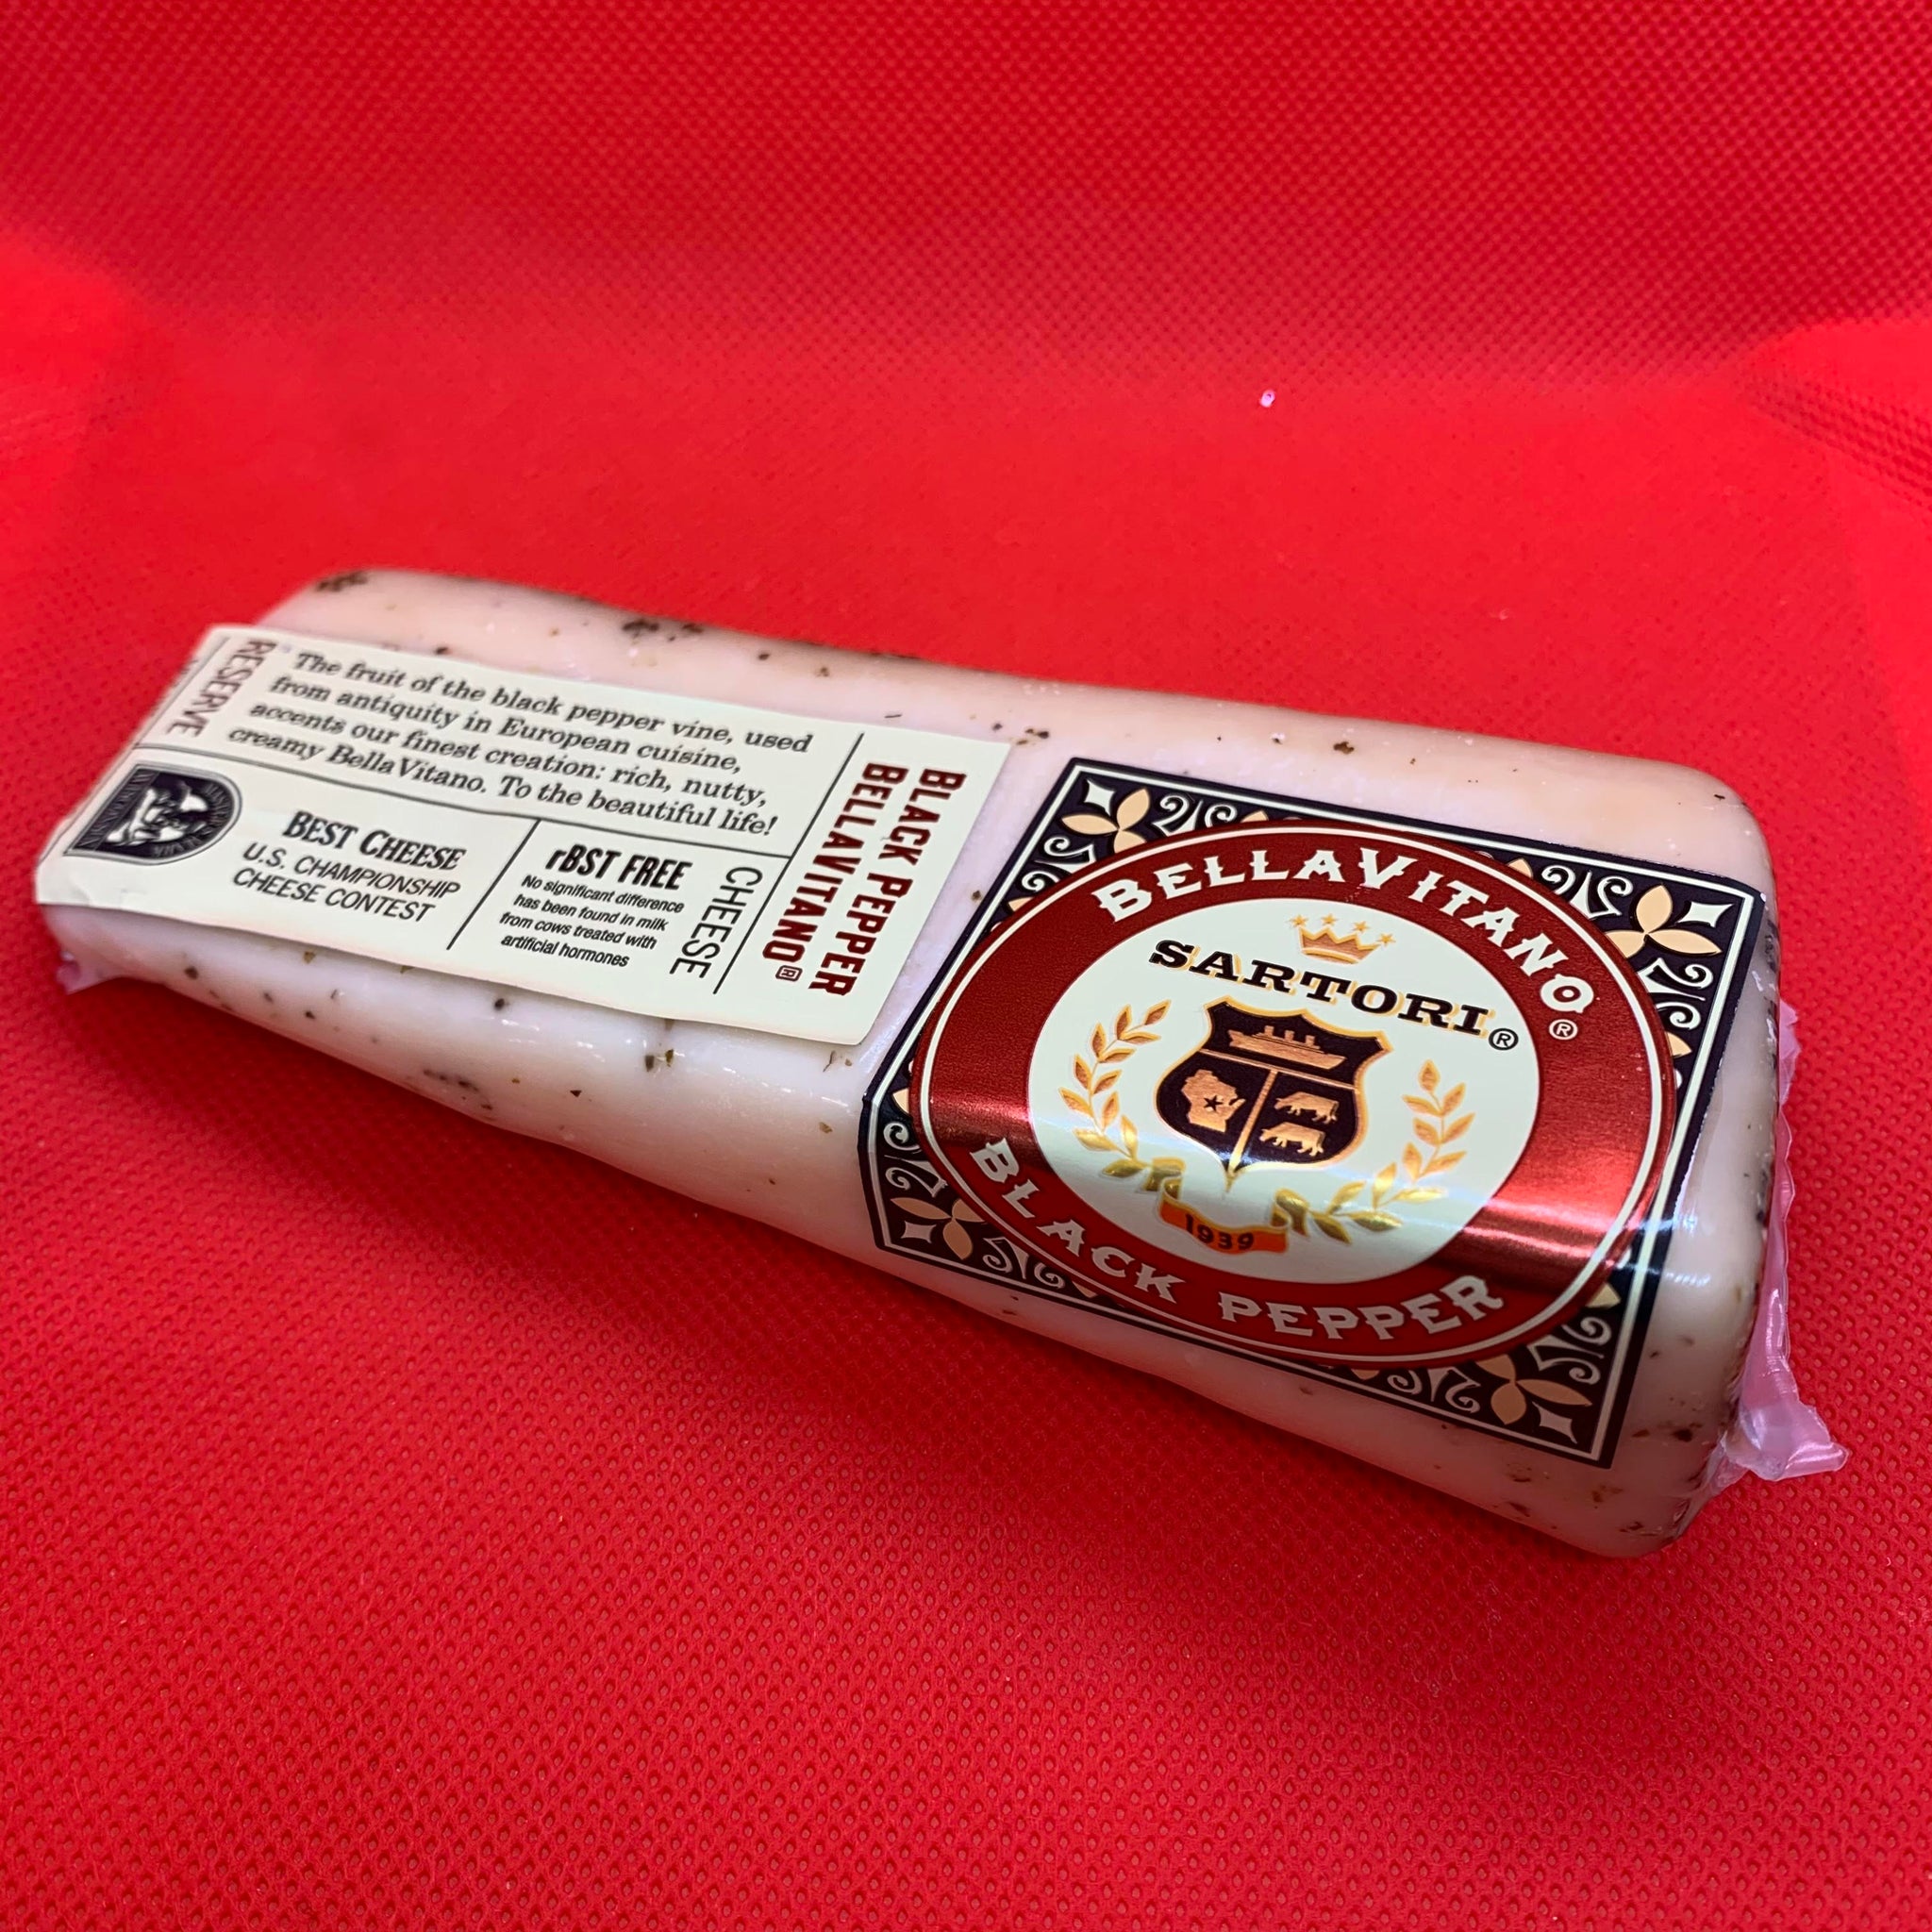 RESERVE
The fruit of the black pepper vine, used
from antiquity in European cuisine,
accents our finest creation: rich, nutty,
creamy BellaVitano. To the beautiful life!
BEST CHEESE
U.S. CHAMPIONSHIP
CHEESE CONTEST
rBST FREE
No significant difference
has been found in milk
from cows treated with
artificial hormones
CHEESE
BLACK PEPPER
BELLAVITANO®
BELLAVITANO®
SARTORI®
1939
BLACK PEPPER